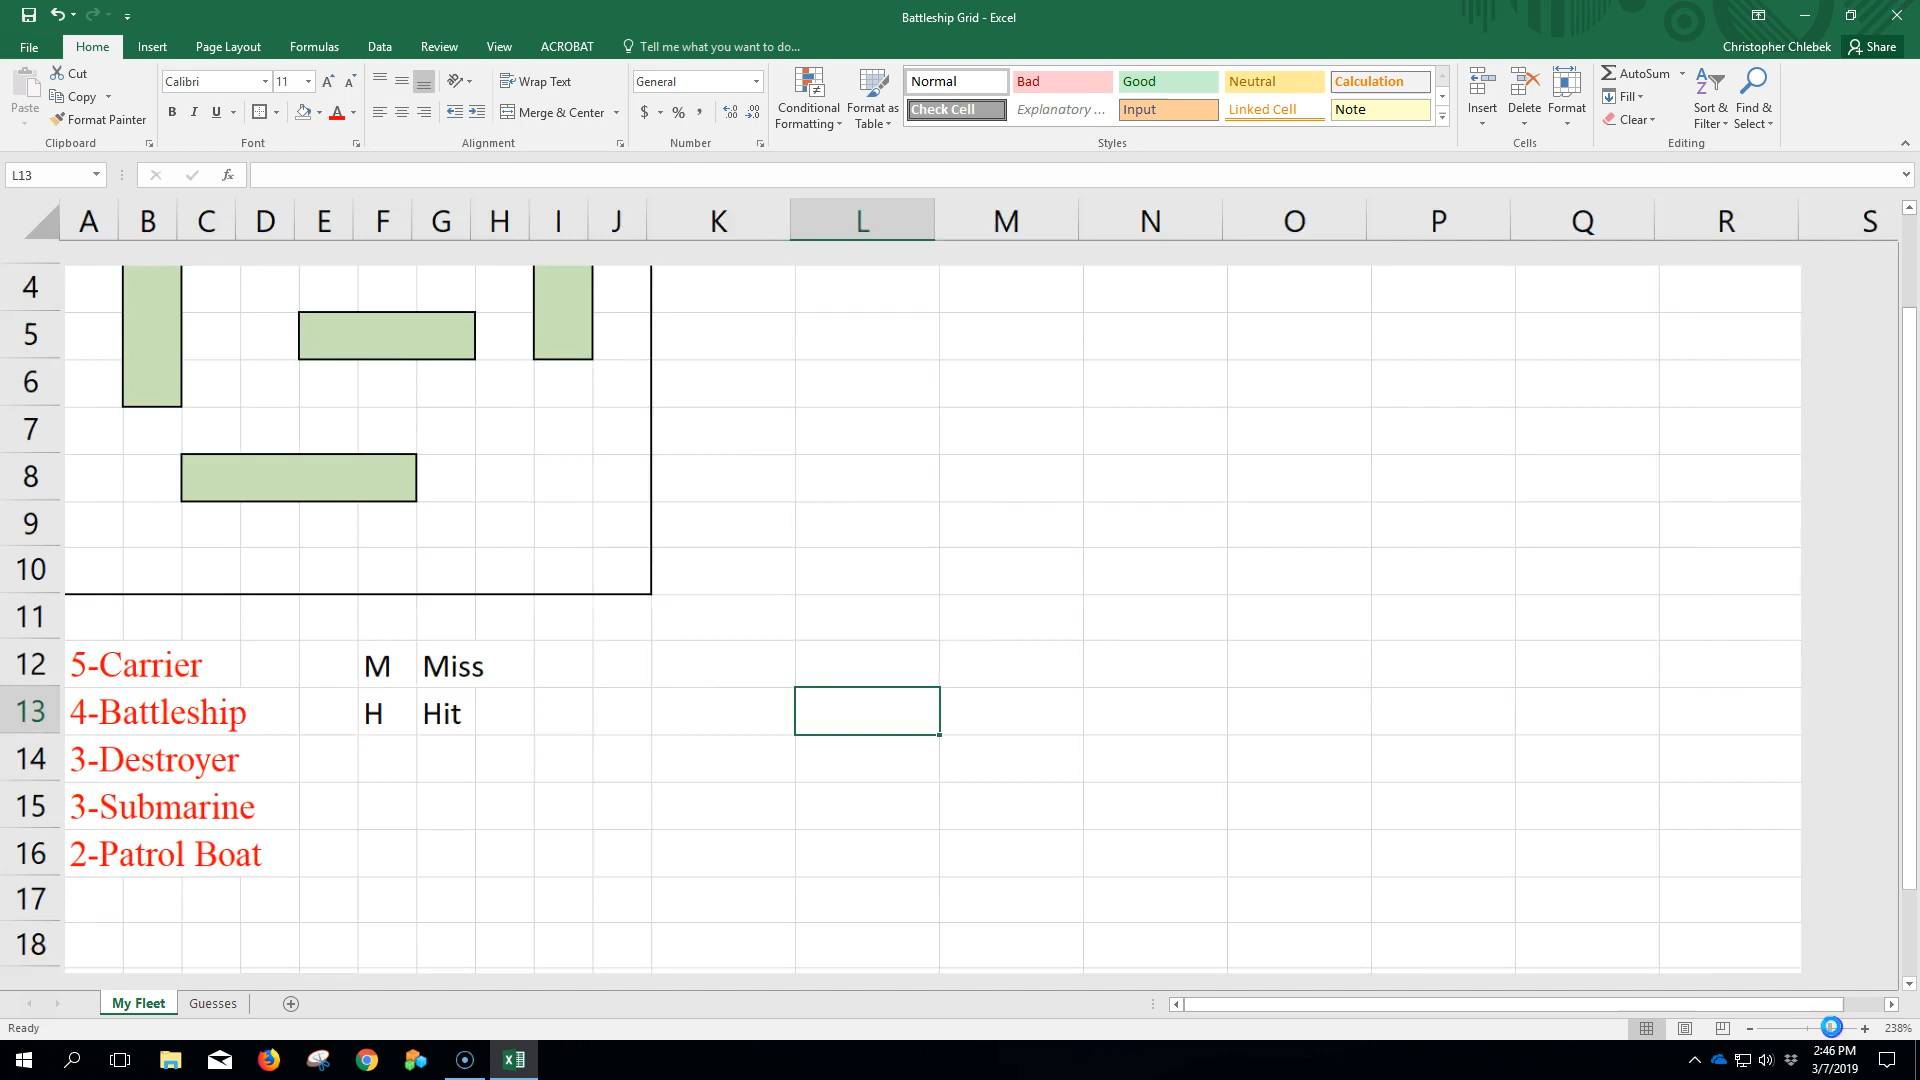 Battleship Grid - Excel
File Home Insert Page Layout Formulas Data Review View ACROBAT Tell me what you want to do... Christopher Chlebek Share
Paste Cut Copy Format Painter Clipboard
Calibri 11 A A B I U A Font
Wrap Text Merge & Center Alignment
General $ % , .0 .00 Number
Conditional Formatting Format as Table
Normal Bad Good Neutral Calculation
Check Cell Explanatory ... Input Linked Cell Note
Styles
Insert Delete Format Cells
AutoSum Fill Clear Sort & Filter Find & Select Editing
L13 fx
A B C D E F G H I J K L M N O P Q R S
4
5
6
7
8
9
10
11
12 5-Carrier M Miss
13 4-Battleship H Hit
14 3-Destroyer
15 3-Submarine
16 2-Patrol Boat
17
18
My Fleet Guesses
Ready 238%
2:46 PM
3/7/2019